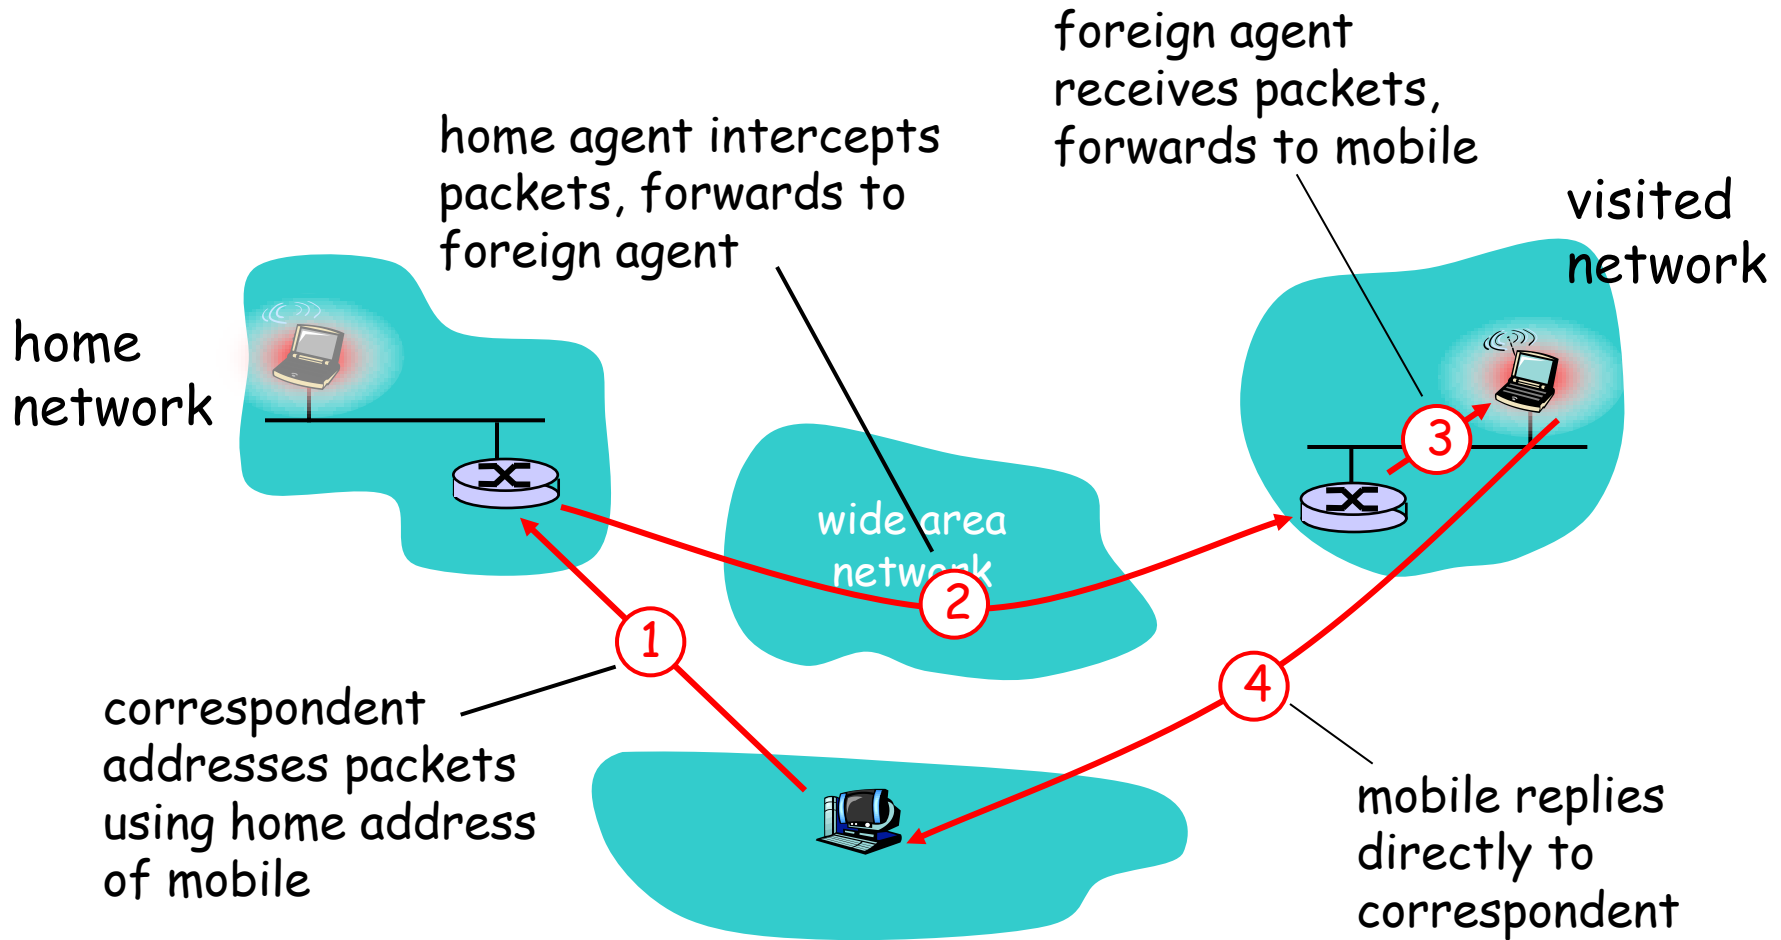 foreign agent
receives packets,
forwards to mobile
home agent intercepts
packets, forwards to
foreign agent
visited
network
home
network
3
wide area
network
2
1
4
correspondent
addresses packets
using home address
of mobile
mobile replies
directly to
correspondent